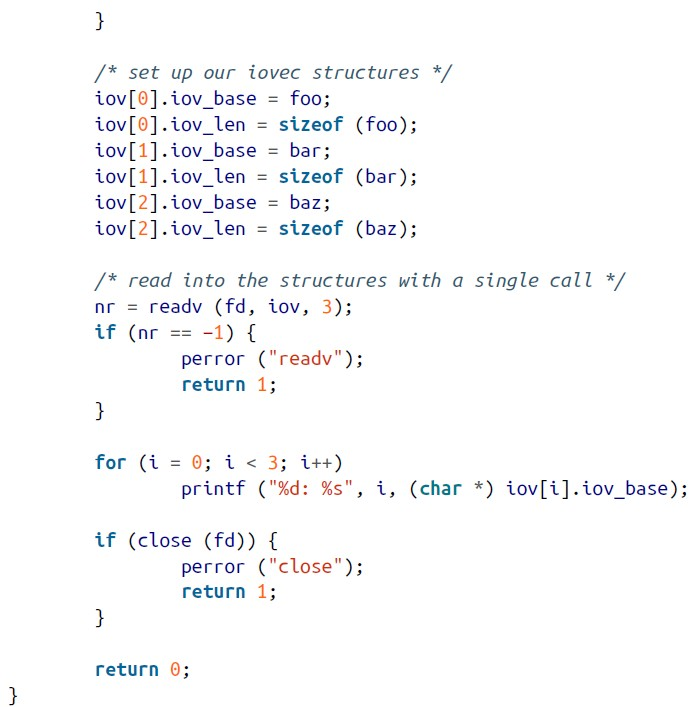 }
/* set up our iovec structures */
iov[0].iov_base = foo;
iov[0].iov_len = sizeof (foo);
iov[1].iov_base = bar;
iov[1].iov_len = sizeof (bar);
iov[2].iov_base = baz;
iov[2].iov_len = sizeof (baz);
/* read into the structures with a single call */
nr = readv (fd, iov, 3);
if (nr == −1) {
perror ("readv");
return 1;
}
for (i = 0; i < 3; i++)
printf ("%d: %s", i, (char *) iov[i].iov_base);
if (close (fd)) {
perror ("close");
return 1;
}
return 0;
}